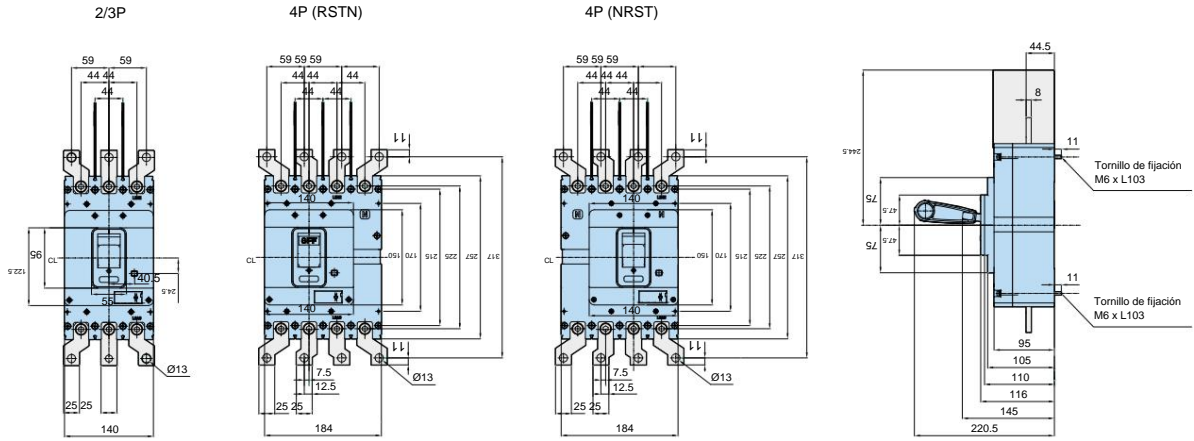 2/3P
4P (RSTN)
4P (NRST)
59 59
44 44
44
95
122.5
CL
40.5
24.5
55
Ø13
25 25
140
59 59 59
44 44 44
44
11
140
CL
OFF
N
150 170 215 225 257 317
140
11
7.5
12.5
Ø13
25 25
184
59 59 59
44 44 44
44
11
140
CL
N
N
150 170 215 225 257 317
140
11
7.5
12.5
Ø13
25 25
184
44.5
8
11
Tornillo de fijación
M6 x L103
244.5
75
47.5
47.5
75
11
Tornillo de fijación
M6 x L103
95
105
110
116
145
220.5